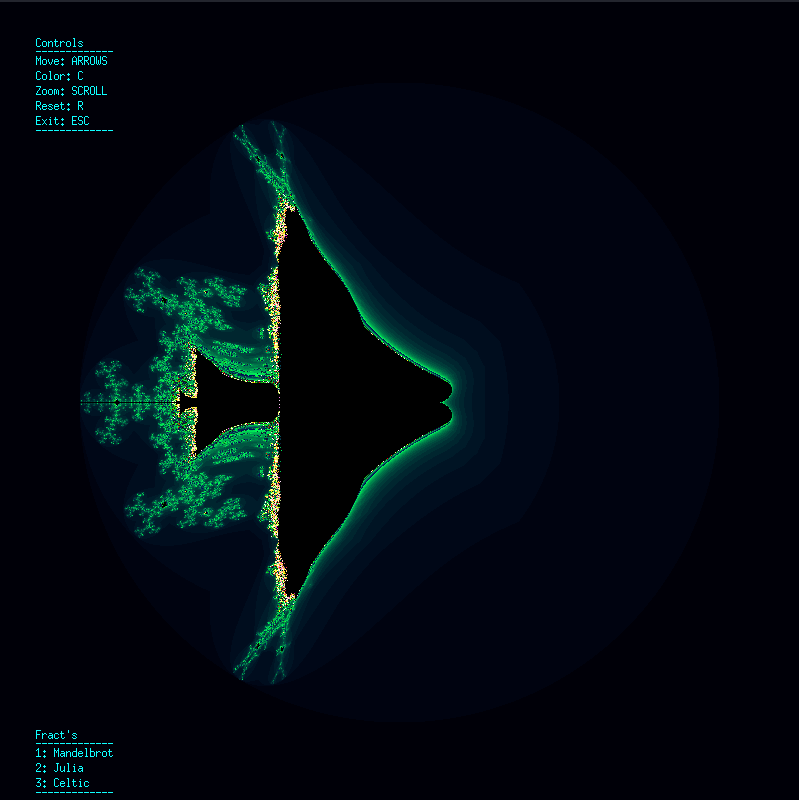 Controls
-------------
Move: ARROWS
Color: C
Zoom: SCROLL
Reset: R
Exit: ESC
-------------
Fract's
-------------
1: Mandelbrot
2: Julia
3: Celtic
-------------